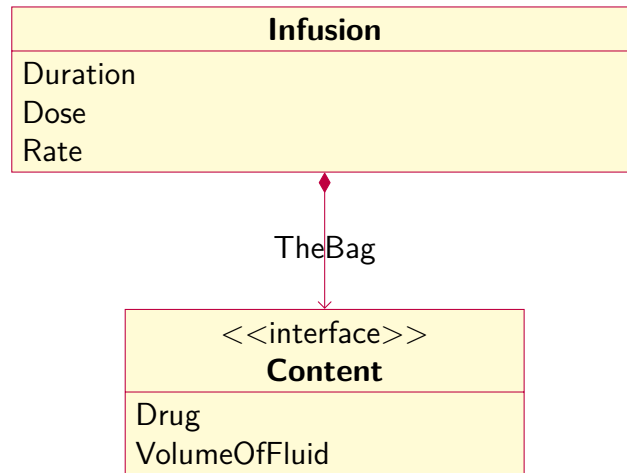 Infusion
Duration
Dose
Rate
TheBag
<<interface>>
Content
Drug
VolumeOfFluid